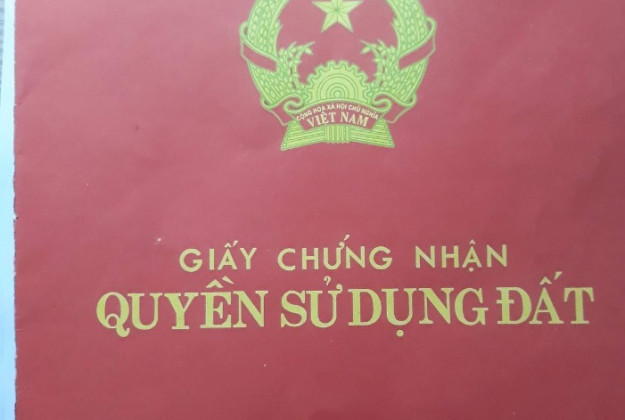 CỘNG HÒA XÃ HỘI CHỦ NGHĨA
VIỆT NAM
GIẤY CHỨNG NHẬN
QUYỀN SỬ DỤNG ĐẤT